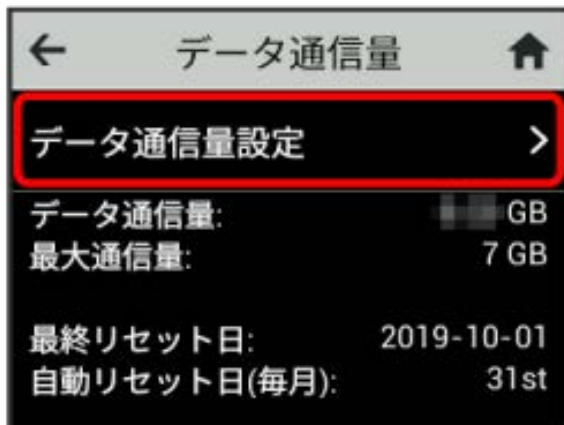 データ通信量
データ通信量設定
データ通信量: GB
最大通信量: 7 GB
最終リセット日: 2019-10-01
自動リセット日(毎月): 31st